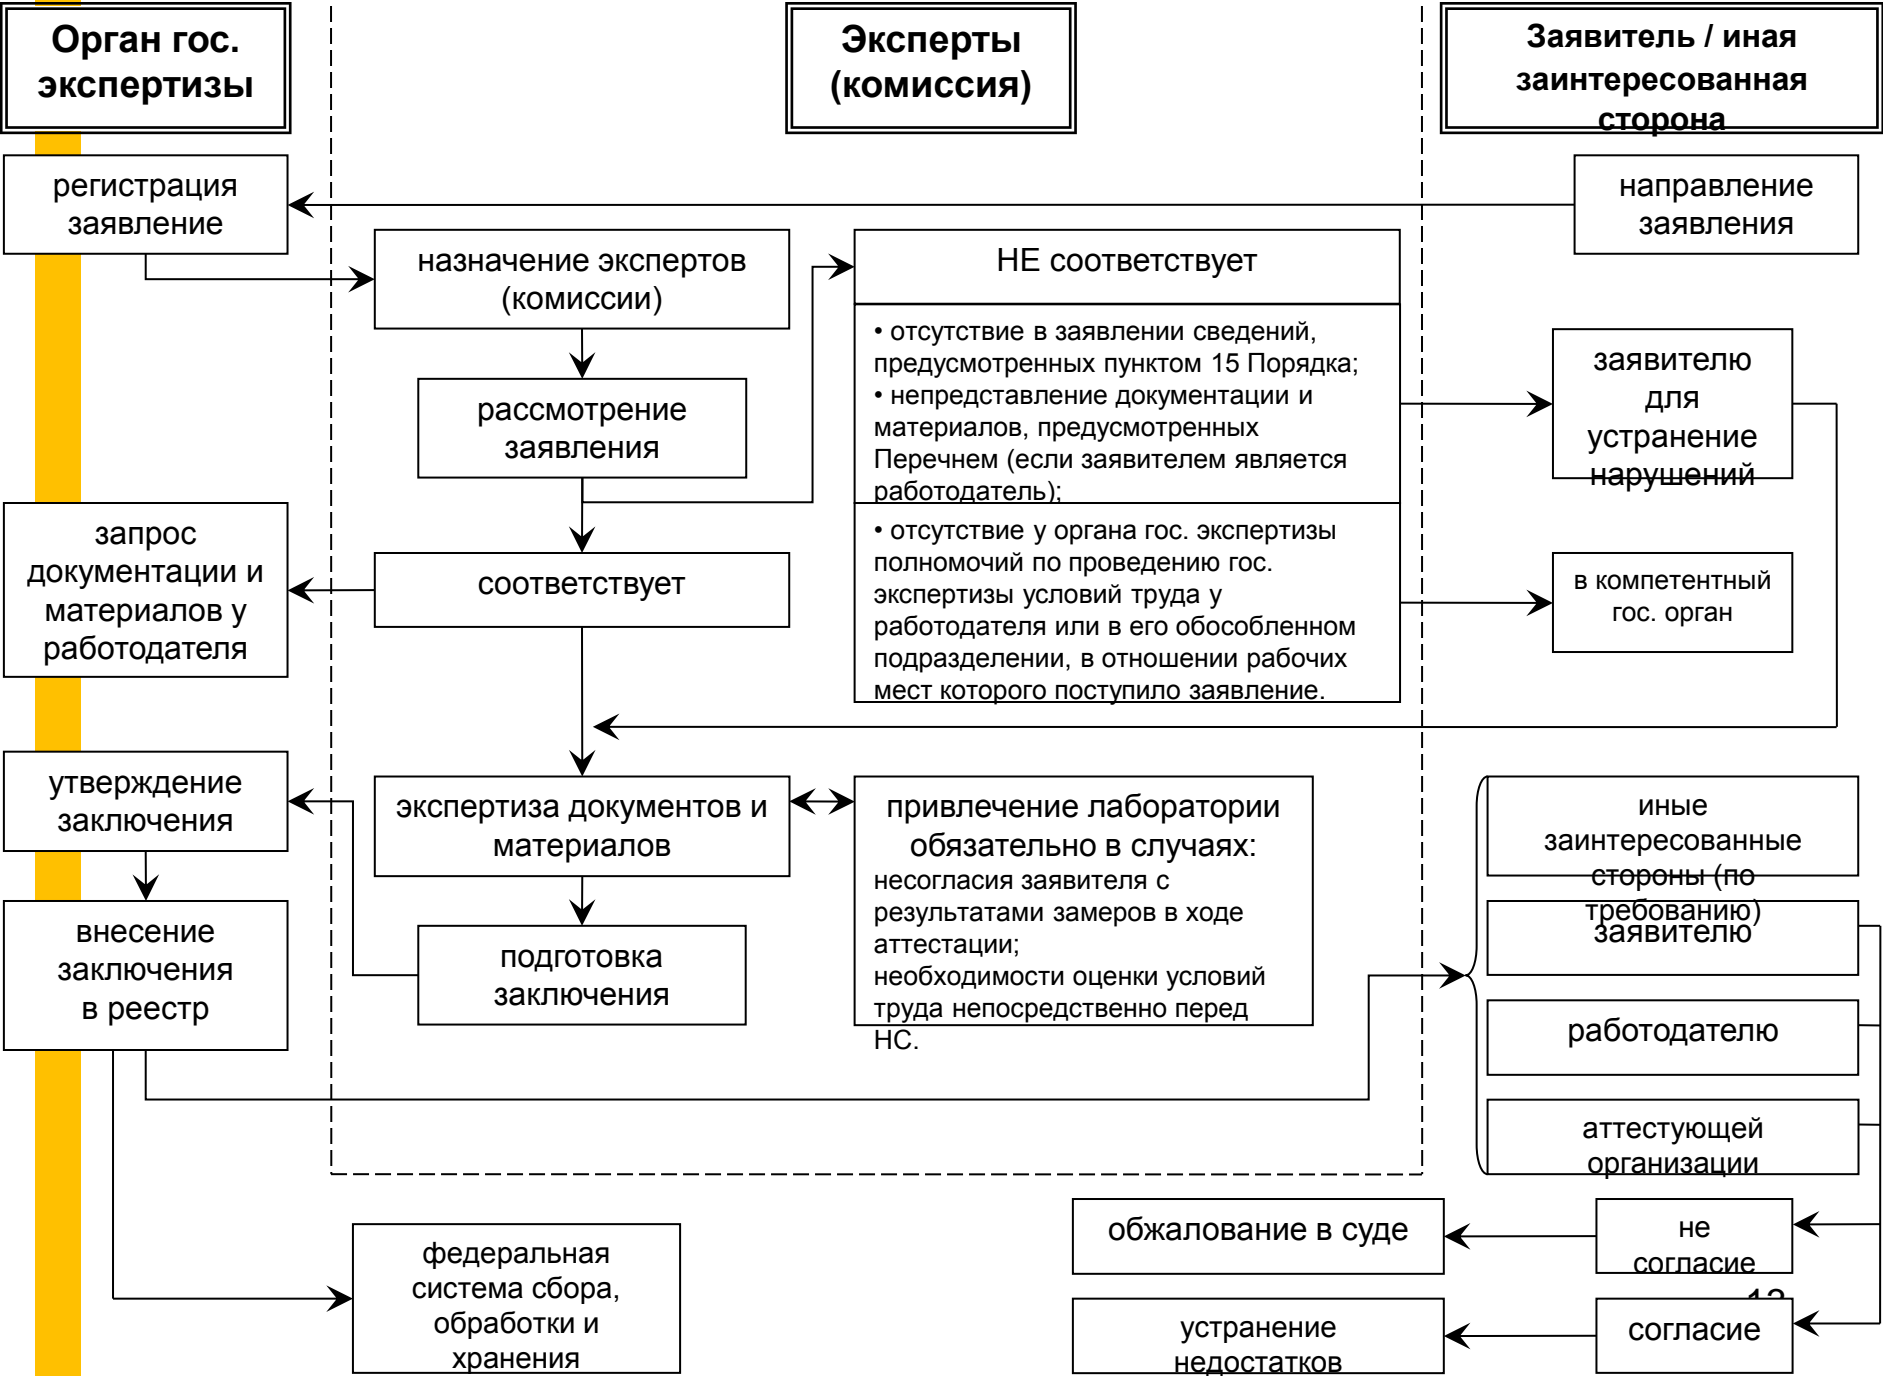 Орган гос.
экспертизы
Эксперты
(комиссия)
Заявитель / иная
заинтересованная
сторона
регистрация
заявление
направление
заявления
назначение экспертов
(комиссии)
НЕ соответствует
• отсутствие в заявлении сведений,
предусмотренных пунктом 15 Порядка;
• непредставление документации и
материалов, предусмотренных
Перечнем (если заявителем является
работодатель);
заявителю
для
устранение
нарушений
рассмотрение
заявления
запрос
документации и
материалов у
работодателя
соответствует
• отсутствие у органа гос. экспертизы
полномочий по проведению гос.
экспертизы условий труда у
работодателя или в его обособленном
подразделении, в отношении рабочих
мест которого поступило заявление.
в компетентный
гос. орган
утверждение
заключения
экспертиза документов и
материалов
привлечение лаборатории
обязательно в случаях:
несогласия заявителя с
результатами замеров в ходе
аттестации;
необходимости оценки условий
труда непосредственно перед
НС.
иные
заинтересованные
стороны (по
требованию)
заявителю
внесение
заключения
в реестр
подготовка
заключения
работодателю
аттестующей
организации
обжалование в суде
не
согласие
федеральная
система сбора,
обработки и
хранения
устранение
недостатков
согласие